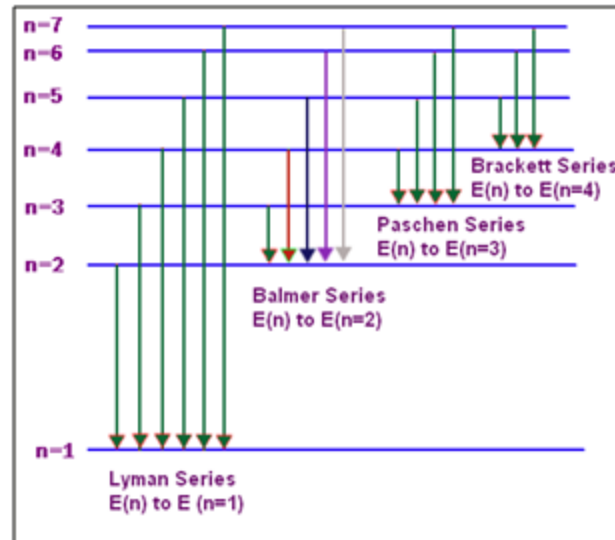 n=7
n=6
n=5
n=4
Brackett Series
E(n) to E(n=4)
n=3
Paschen Series
E(n) to E(n=3)
n=2
Balmer Series
E(n) to E(n=2)
n=1
Lyman Series
E(n) to E (n=1)